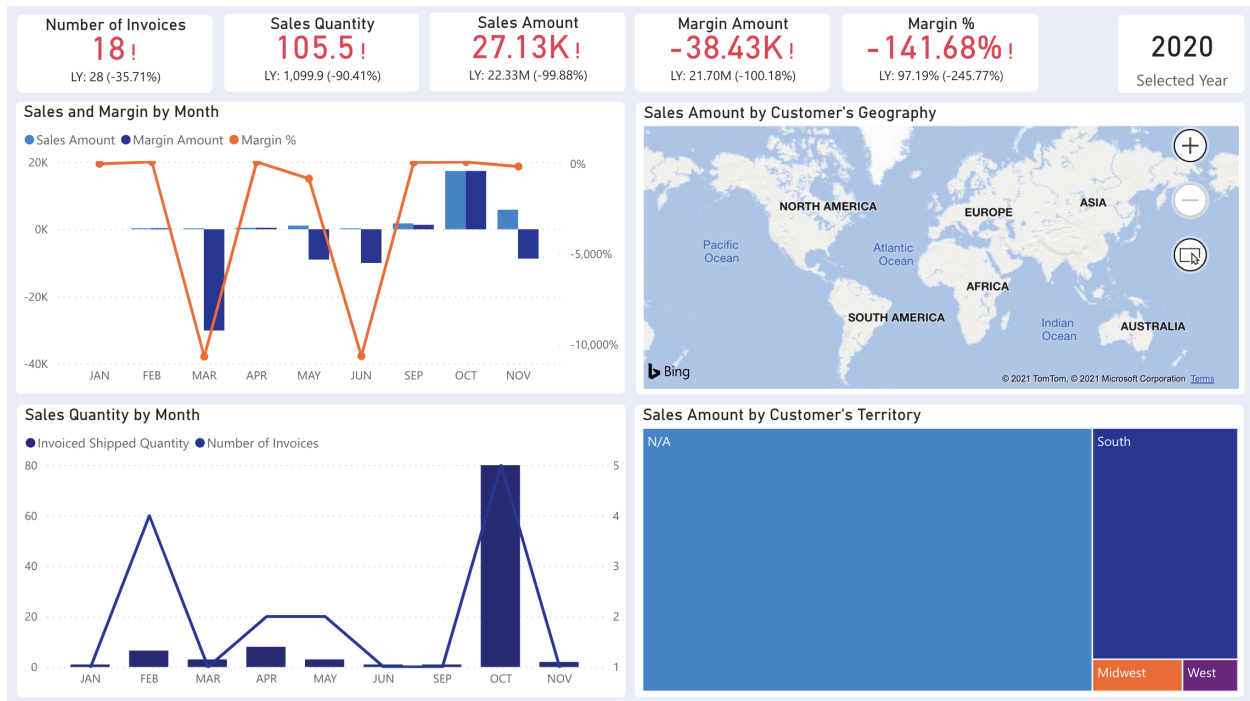 Number of Invoices
18 !
LY: 28 (-35.71%)
Sales Quantity
105.5 !
LY: 1,099.9 (-90.41%)
Sales Amount
27.13K !
LY: 22.33M (-99.88%)
Margin Amount
-38.43K !
LY: 21.70M (-100.18%)
Margin %
-141.68% !
LY: 97.19% (-245.77%)
2020
Selected Year
Sales and Margin by Month
Sales Amount Margin Amount Margin %
20K
0K
-20K
-40K
0%
-5,000%
-10,000%
JAN FEB MAR APR MAY JUN SEP OCT NOV
Sales Amount by Customer's Geography
NORTH AMERICA
EUROPE
ASIA
Pacific
Ocean
Atlantic
Ocean
AFRICA
SOUTH AMERICA
Indian
Ocean
AUSTRALIA
Bing
© 2021 TomTom, © 2021 Microsoft Corporation Terms
Sales Quantity by Month
Invoiced Shipped Quantity Number of Invoices
80
60
40
20
0
5
4
3
2
1
JAN FEB MAR APR MAY JUN SEP OCT NOV
Sales Amount by Customer's Territory
N/A
South
Midwest
West